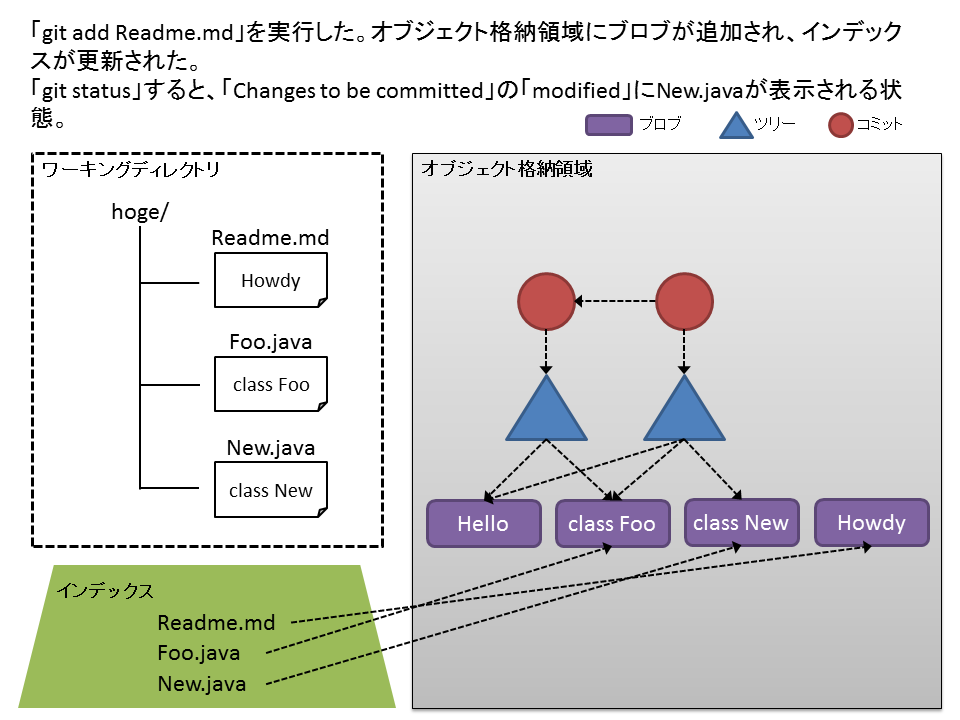 「git add Readme.md」を実行した。オブジェクト格納領域にブロブが追加され、インデック
スが更新された。
「git status」すると、「Changes to be committed」の「modified」にNew.javaが表示される状
態。
ブロブ ツリー コミット
ワーキングディレクトリ
hoge/
Readme.md
Howdy
Foo.java
class Foo
New.java
class New
オブジェクト格納領域
Hello class Foo class New Howdy
インデックス
Readme.md
Foo.java
New.java